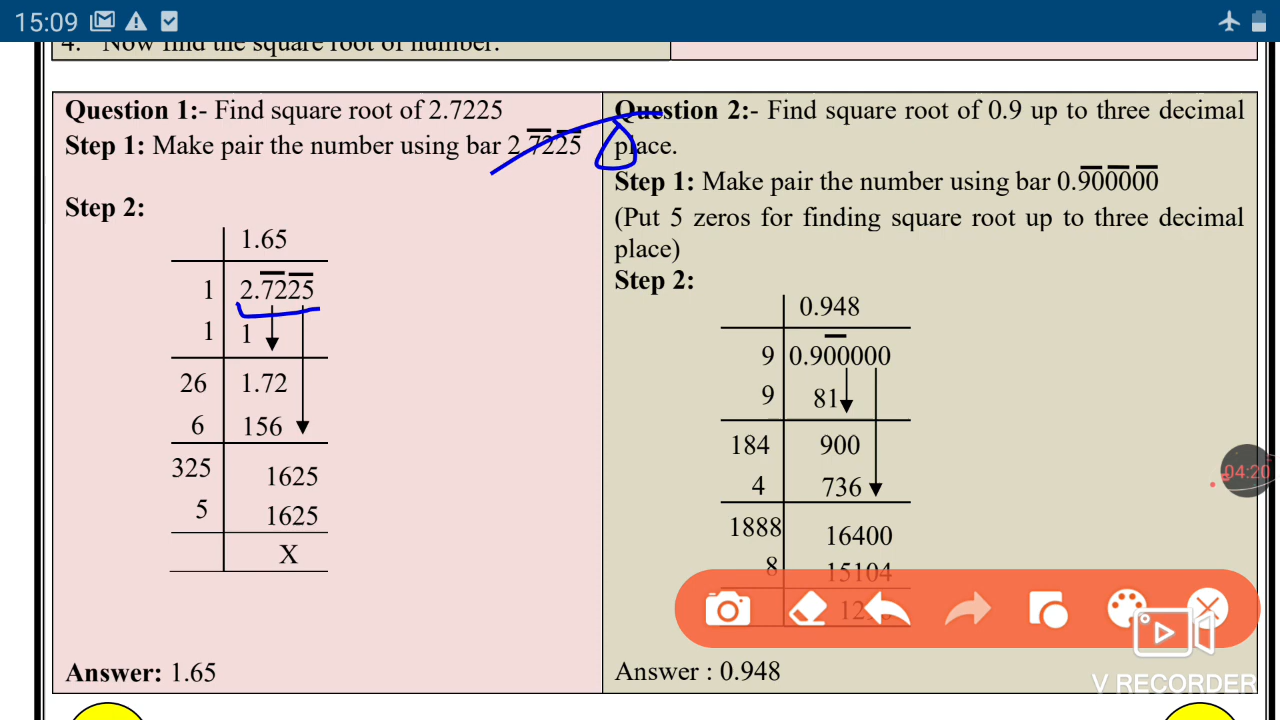 15:09
4. Now find the square root of number.
Question 1:- Find square root of 2.7225
Step 1: Make pair the number using bar 2.7225
Step 2:
1.65
1 2.7225
1 1
26 1.72
6 156
325 1625
5 1625
X
Answer: 1.65
Question 2:- Find square root of 0.9 up to three decimal
place.
Step 1: Make pair the number using bar 0.900000
(Put 5 zeros for finding square root up to three decimal
place)
Step 2:
0.948
9 0.900000
9 81
184 900
4 736
1888 16400
8 15104
Answer : 0.948
04:20
V RECORDER